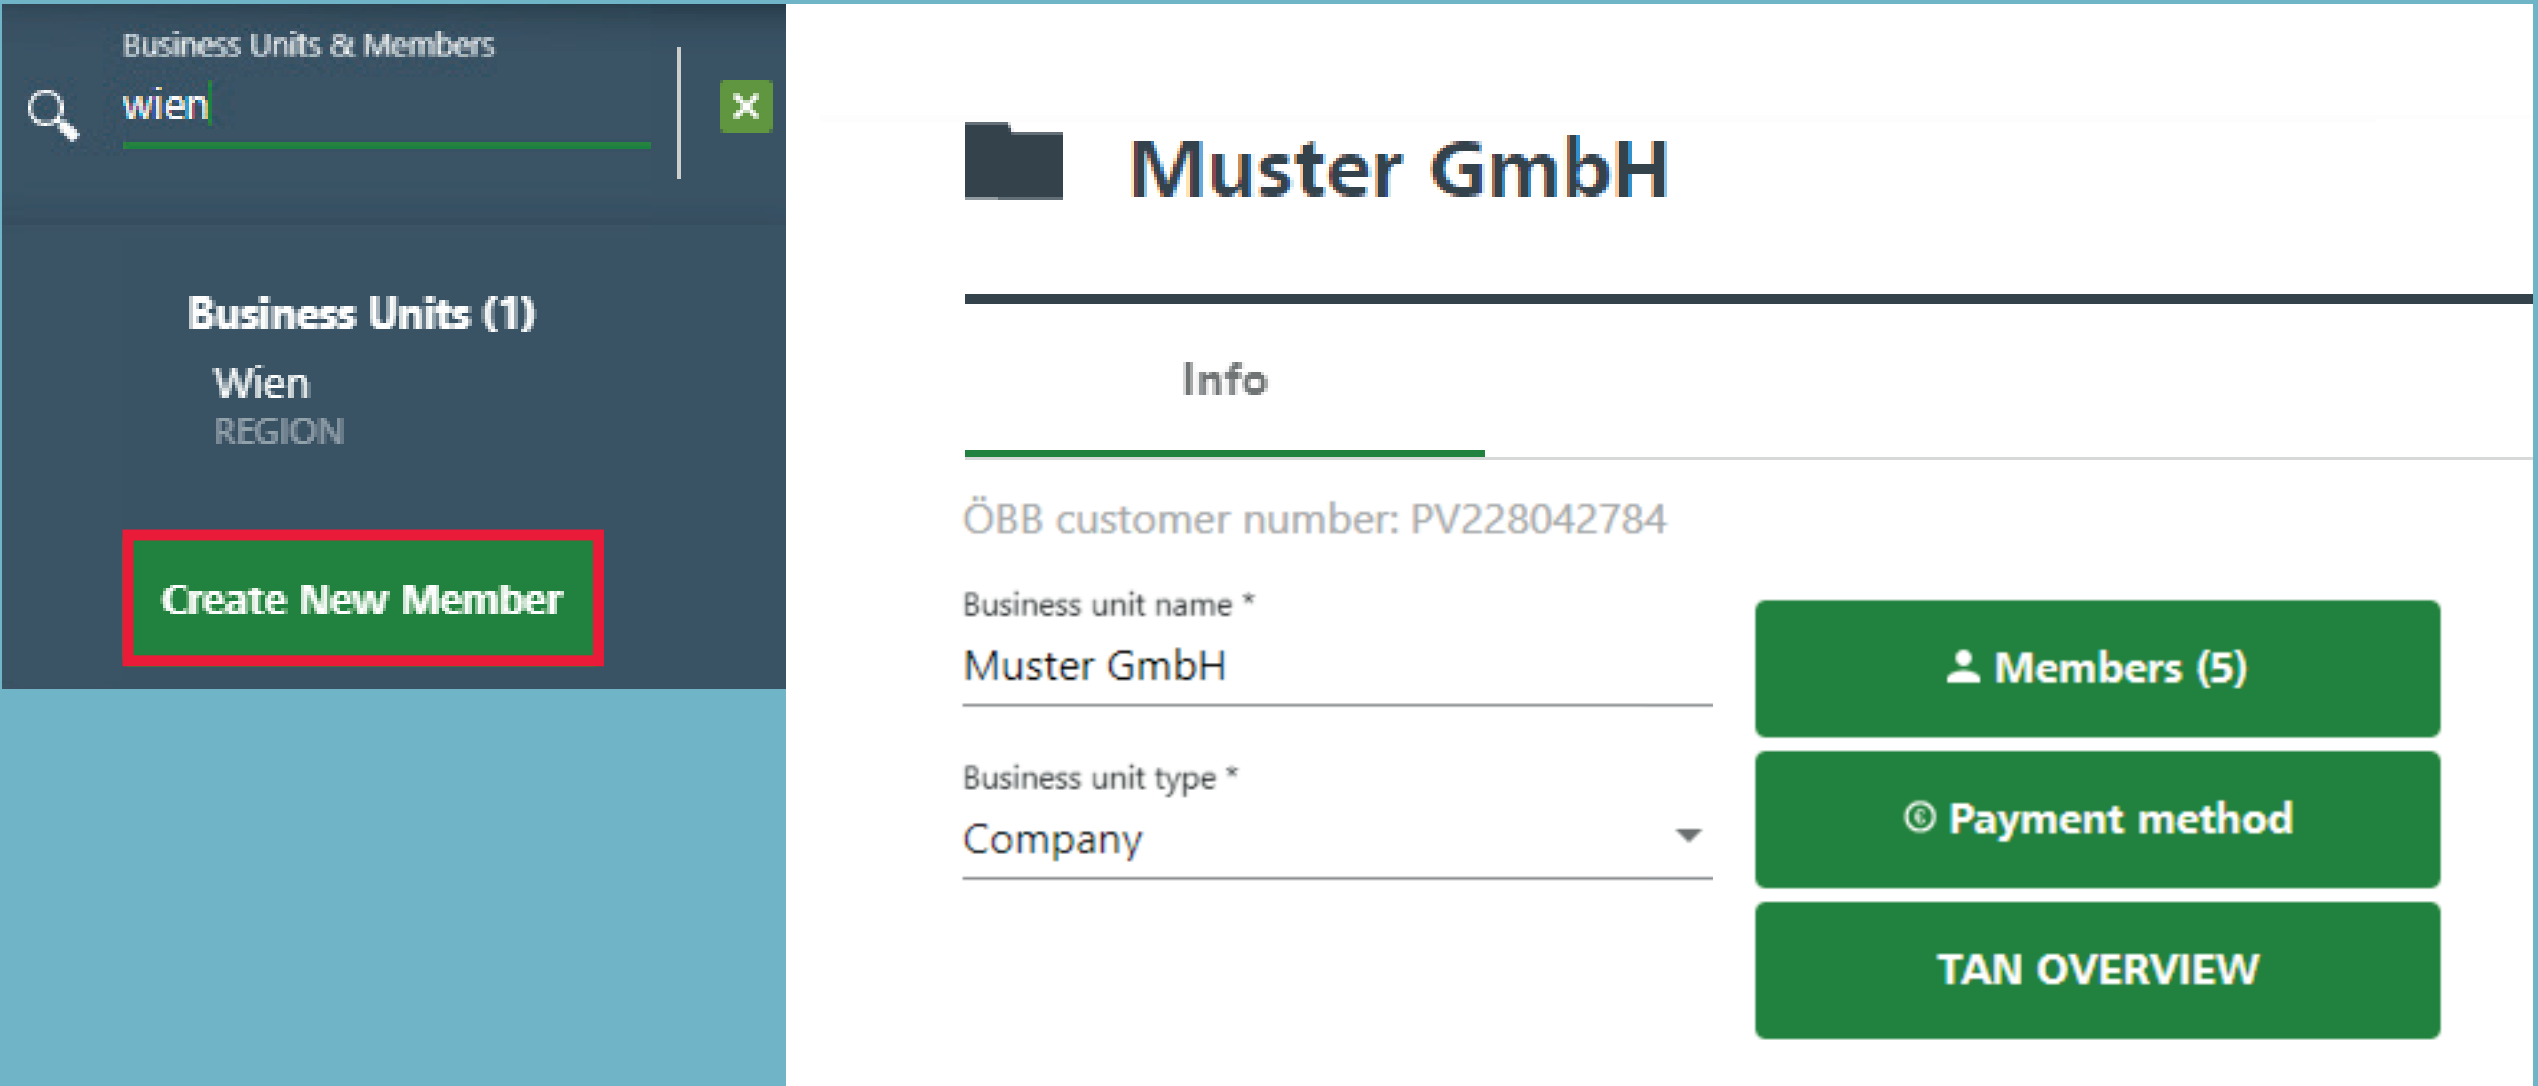 Business Units & Members
wien
Business Units (1)
Wien
REGION
Create New Member
Muster GmbH
Info
ÖBB customer number: PV228042784
Business unit name *
Muster GmbH
Business unit type *
Company
Members (5)
Payment method
TAN OVERVIEW